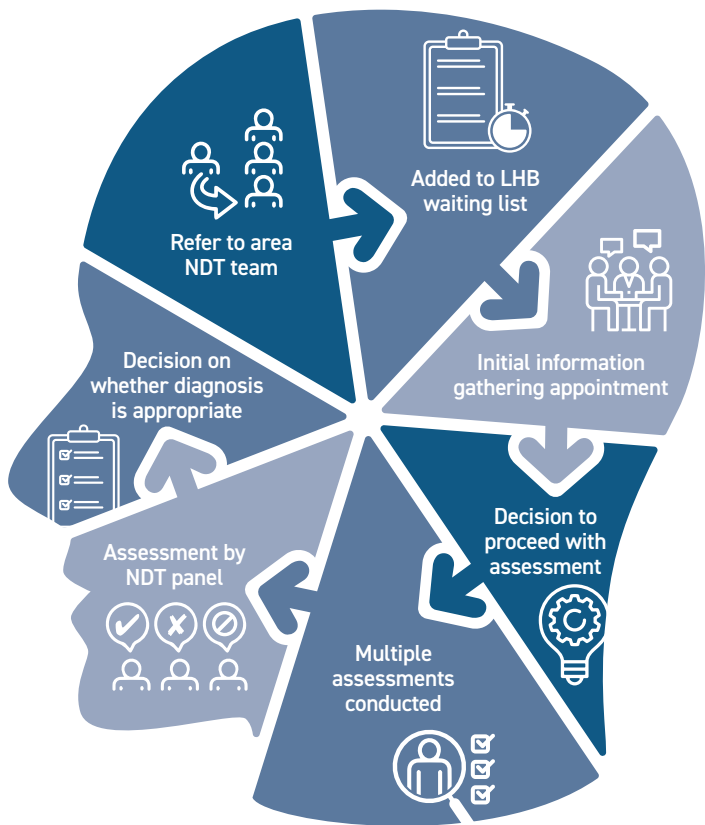 Refer to area
NDT team
Added to LHB
waiting list
Initial information
gathering appointment
Decision to
proceed with
assessment
Multiple
assessments
conducted
Assessment by
NDT panel
Decision on
whether diagnosis
is appropriate